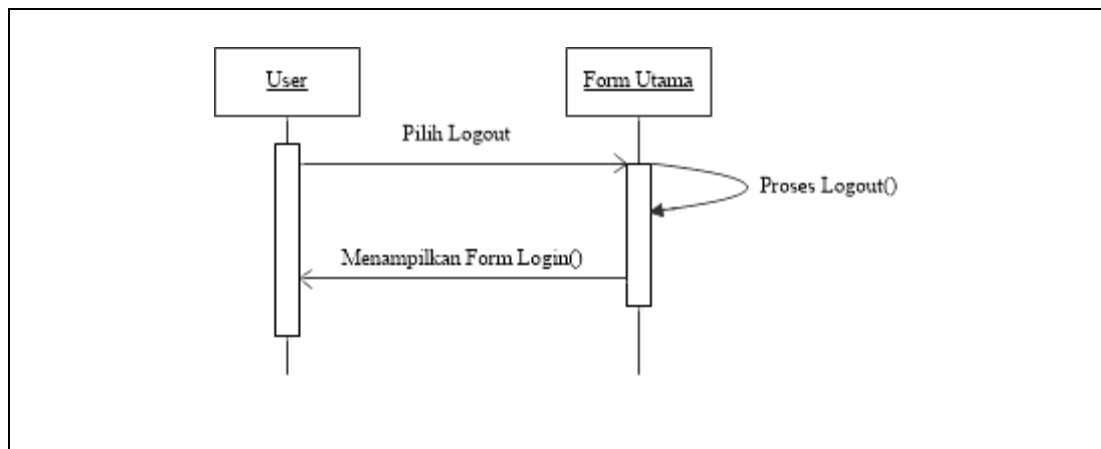 User
Form Utama
Pilih Logout
Proses Logout()
Menampilkan Form Login()